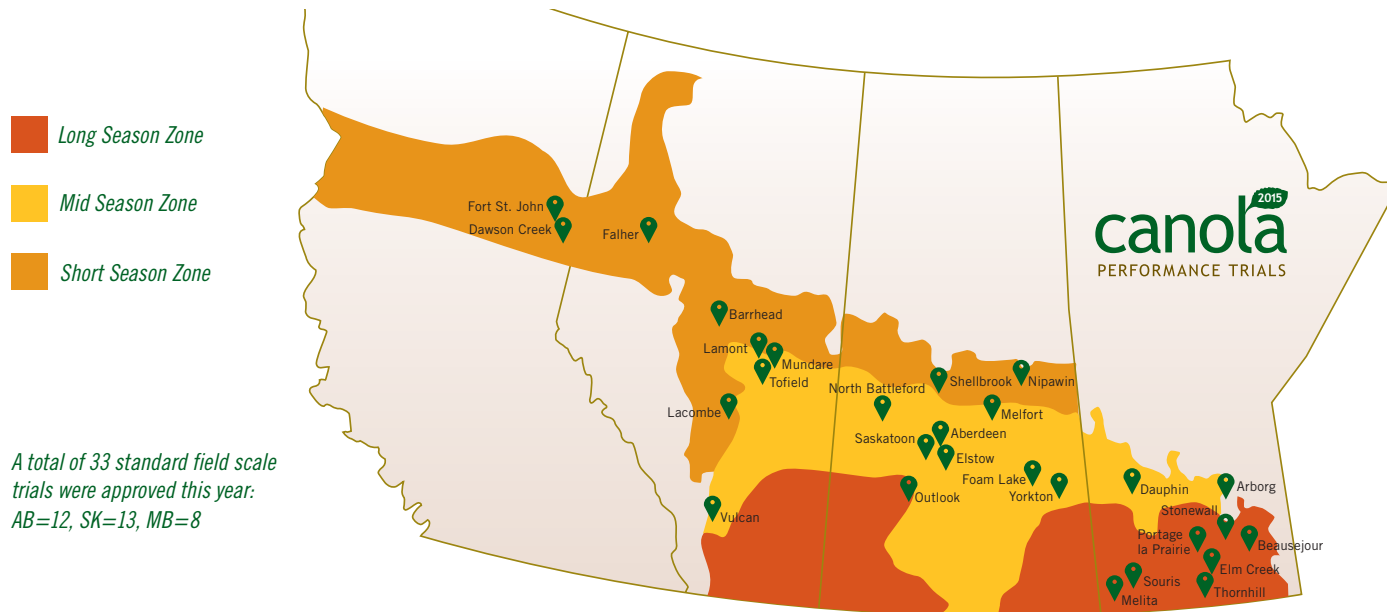 Long Season Zone
Mid Season Zone
Short Season Zone
A total of 33 standard field scale
trials were approved this year:
AB=12, SK=13, MB=8
2015
canola
PERFORMANCE TRIALS
Fort St. John
Dawson Creek
Falher
Barrhead
Lamont
Mundare
Tofield
Lacombe
Vulcan
North Battleford
Shellbrook
Nipawin
Melfort
Aberdeen
Saskatoon
Elstow
Foam Lake
Yorkton
Outlook
Dauphin
Arborg
Stonewall
Portage
la Prairie
Beausejour
Elm Creek
Souris
Thornhill
Melita